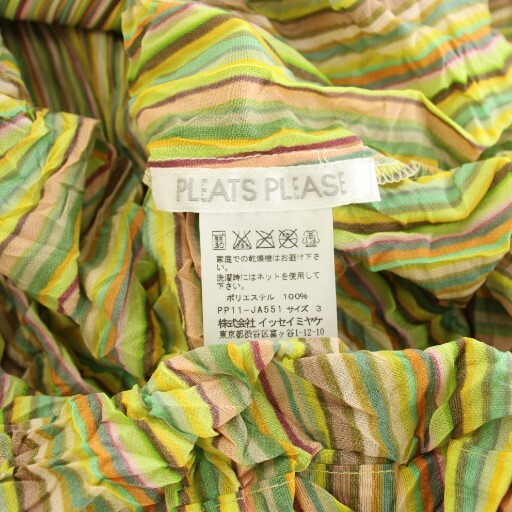 PLEATS PLEASE
家庭での乾燥機はお避け下さい。
洗濯時にはネットを使用して下さい。
ポリエステル 100%
PP11-JA551 サイズ 3
株式会社 イッセイミヤケ
東京都渋谷区富ヶ谷1-12-10